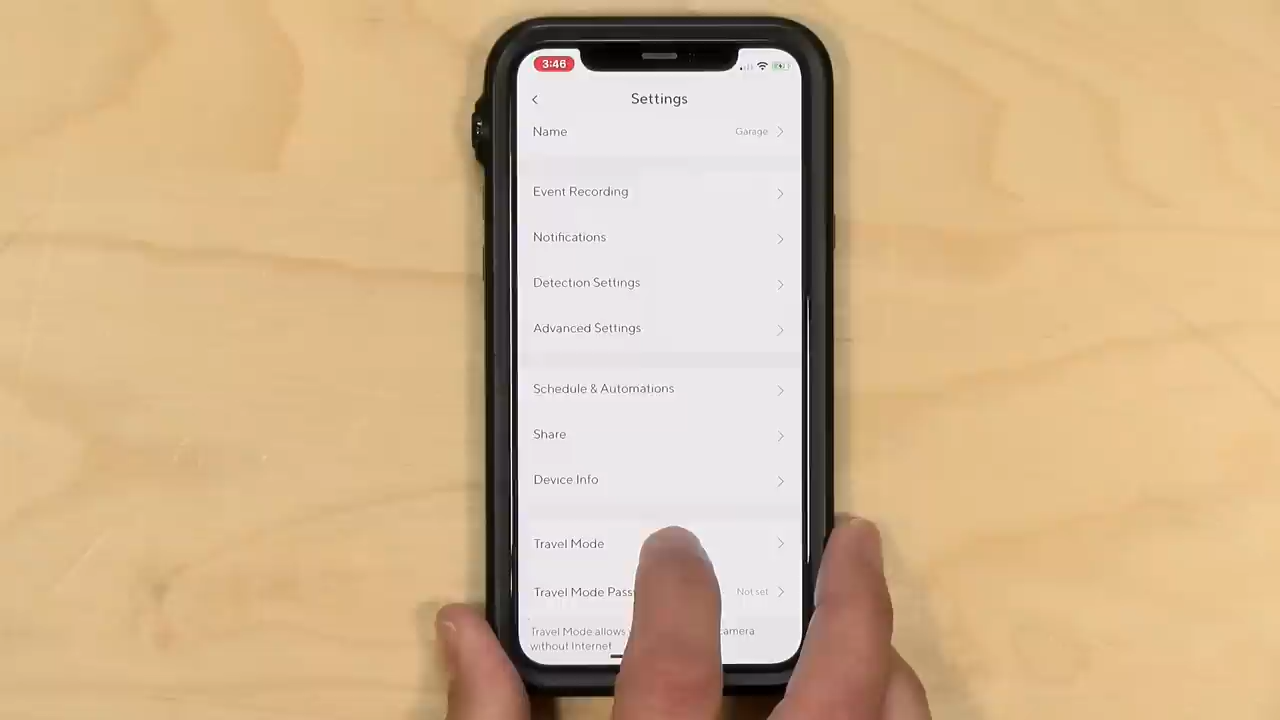 3:46
Settings
Name Garage
Event Recording
Notifications
Detection Settings
Advanced Settings
Schedule & Automations
Share
Device Info
Travel Mode
Travel Mode Not set
Travel Mode allows camera
without Internet